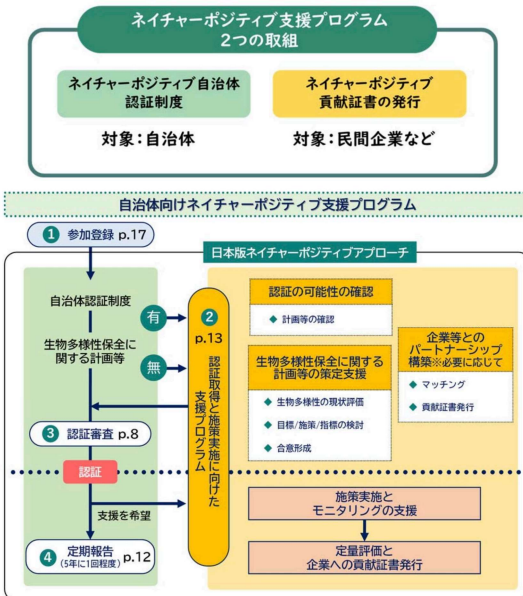 ネイチャーポジティブ支援プログラム
2つの取組
ネイチャーポジティブ自治体
認証制度
対象：自治体
ネイチャーポジティブ
貢献証書の発行
対象：民間企業など
自治体向けネイチャーポジティブ支援プログラム
1 参加登録 p.17
日本版ネイチャーポジティブアプローチ
自治体認証制度
生物多様性保全に
関する計画等
有
無
2
p.13
認証取得と施策実施に向けた
支援プログラム
認証の可能性の確認
◆ 計画等の確認
生物多様性保全に関する
計画等の策定支援
◆ 生物多様性の現状評価
◆ 目標/施策/指標の検討
◆ 合意形成
企業等との
パートナーシップ
構築※必要に応じて
◆ マッチング
◆ 貢献証書発行
3 認証審査 p.8
認証
支援を希望
4 定期報告 p.12
(5年に1回程度)
施策実施と
モニタリングの支援
定量評価と
企業への貢献証書発行